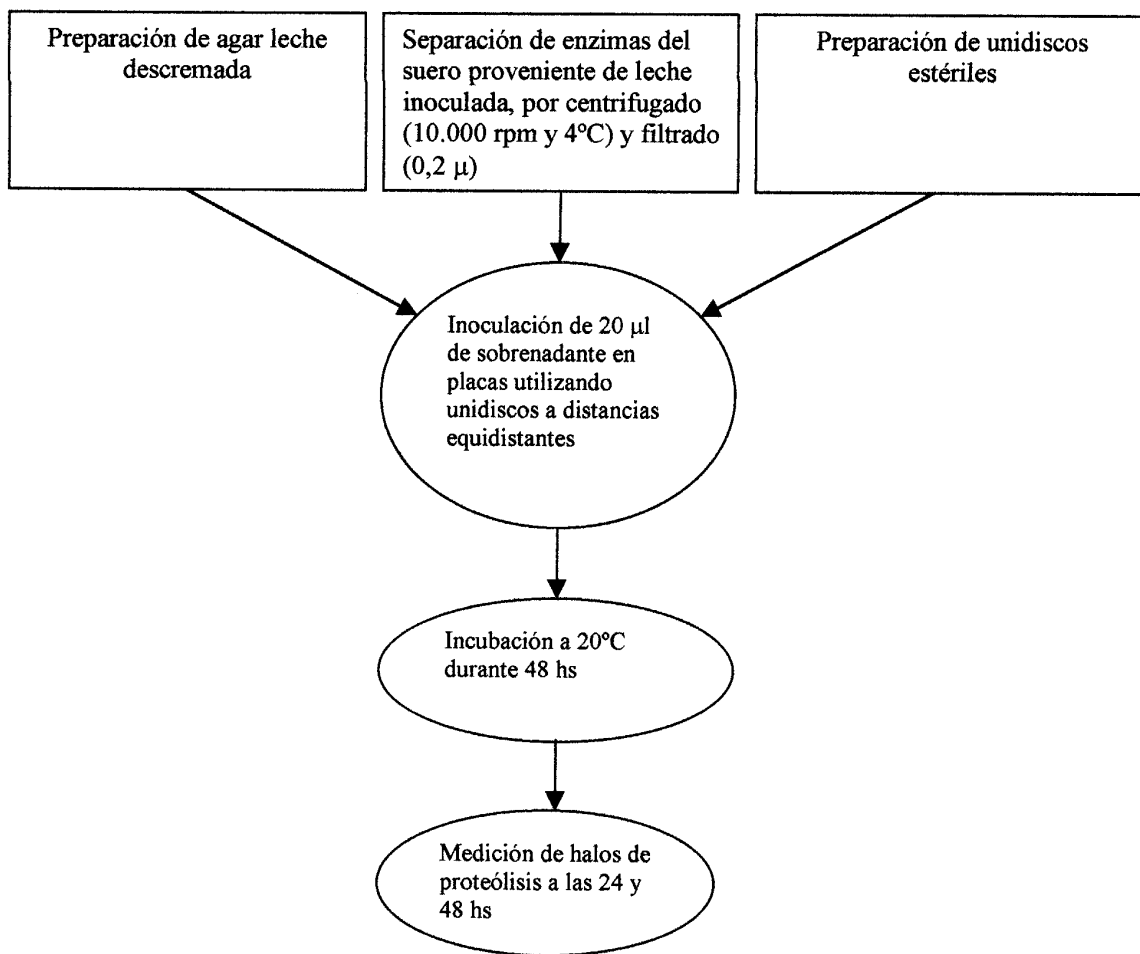 Preparación de agar leche
descremada
Separación de enzimas del
suero proveniente de leche
inoculada, por centrifugado
(10.000 rpm y 4ºC) y filtrado
(0,2 µ)
Preparación de unidiscos
estériles
Inoculación de 20 µl
de sobrenadante en
placas utilizando
unidiscos a distancias
equidistantes
Incubación a 20ºC
durante 48 hs
Medición de halos de
proteólisis a las 24 y
48 hs